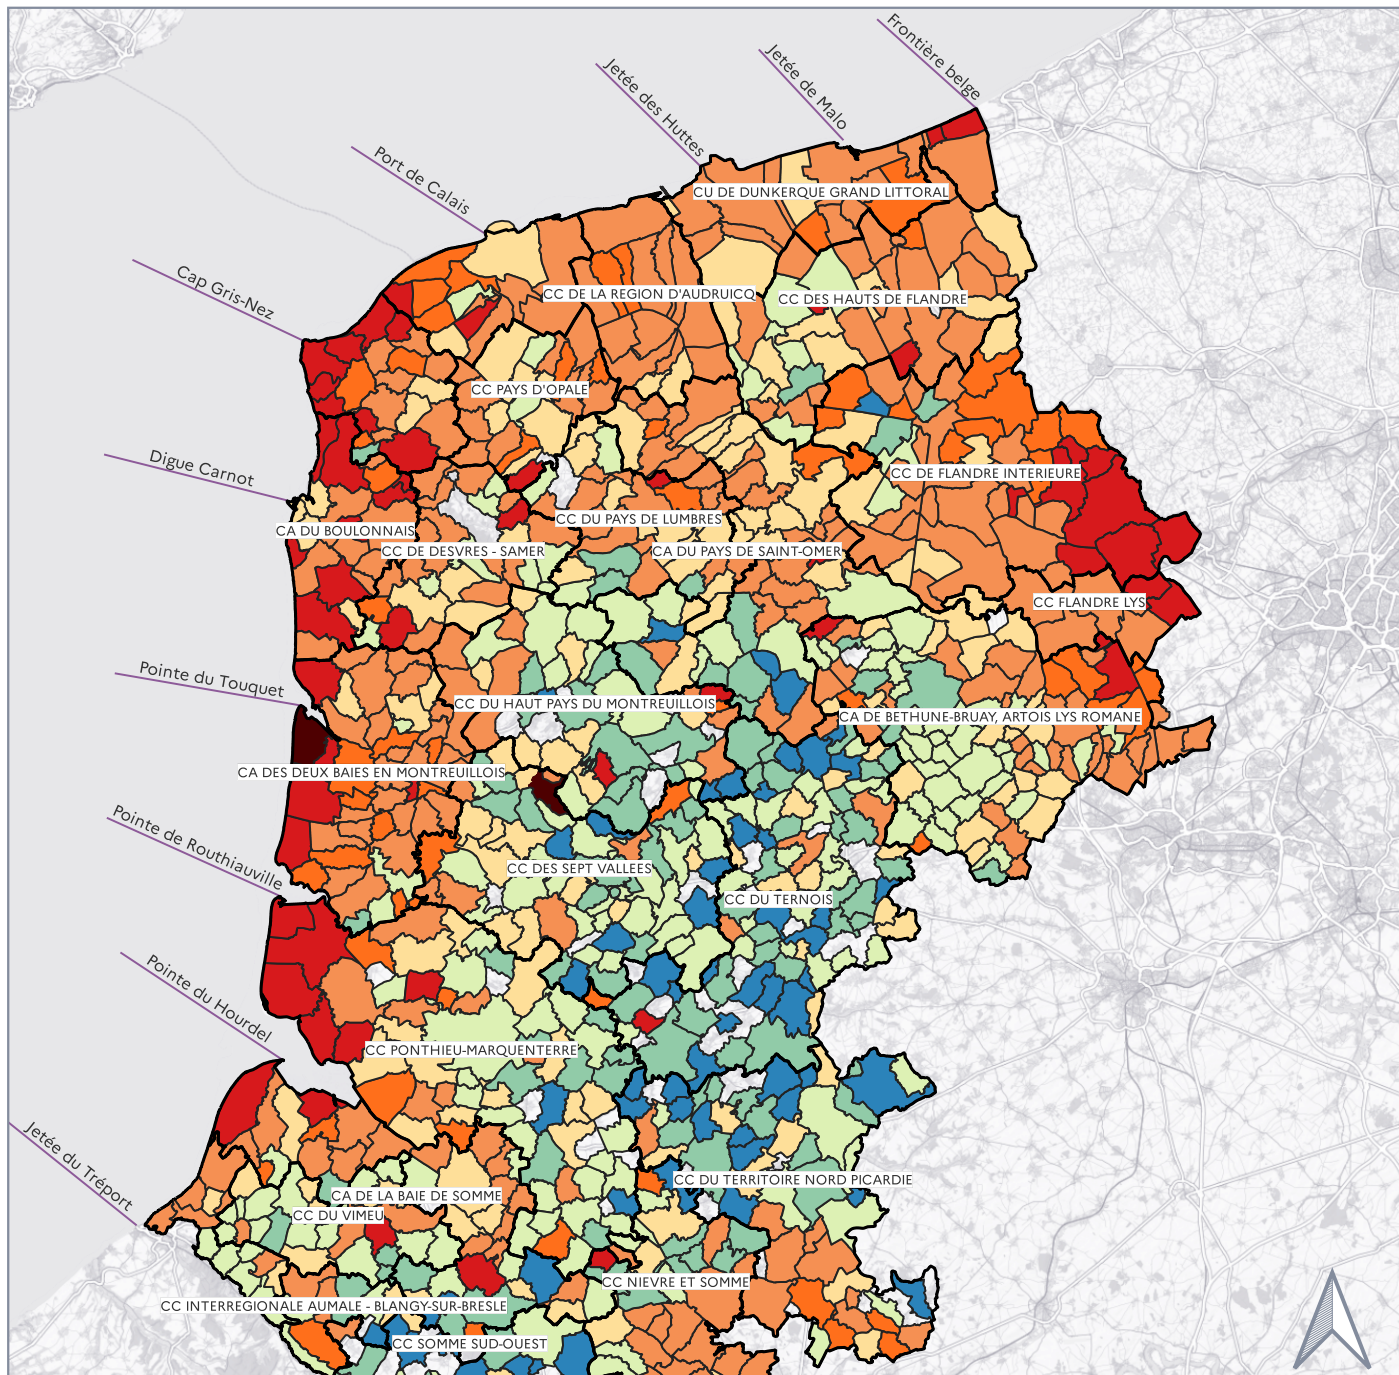 Frontière belge
Jetée de Malo
Jetée des Huttes
Port de Calais
CU DE DUNKERQUE GRAND LITTORAL
Cap Gris-Nez
CC DE LA REGION D'AUDRUICQ
CC DES HAUTS DE FLANDRE
CC PAYS D'OPALE
Digue Carnot
CC DE FLANDRE INTERIEURE
CA DU BOULONNAIS
CC DU PAYS DE LUMBRES
CC DE DESVRES - SAMER
CA DU PAYS DE SAINT-OMER
CC FLANDRE LYS
Pointe du Touquet
CC DU HAUT PAYS DU MONTREUILLOIS
CA DE BETHUNE-BRUAY, ARTOIS LYS ROMANE
CA DES DEUX BAIES EN MONTREUILLOIS
Pointe de Routhiauville
CC DES SEPT VALLEES
CC DU TERNOIS
Pointe du Hourdel
CC PONTHIEU-MARQUENTERRE
Jetée du Tréport
CC DU TERRITOIRE NORD PICARDIE
CA DE LA BAIE DE SOMME
CC DU VIMEU
CC NIEVRE ET SOMME
CC INTERREGIONALE AUMALE - BLANGY-SUR-BRESLE
CC SOMME SUD-OUEST